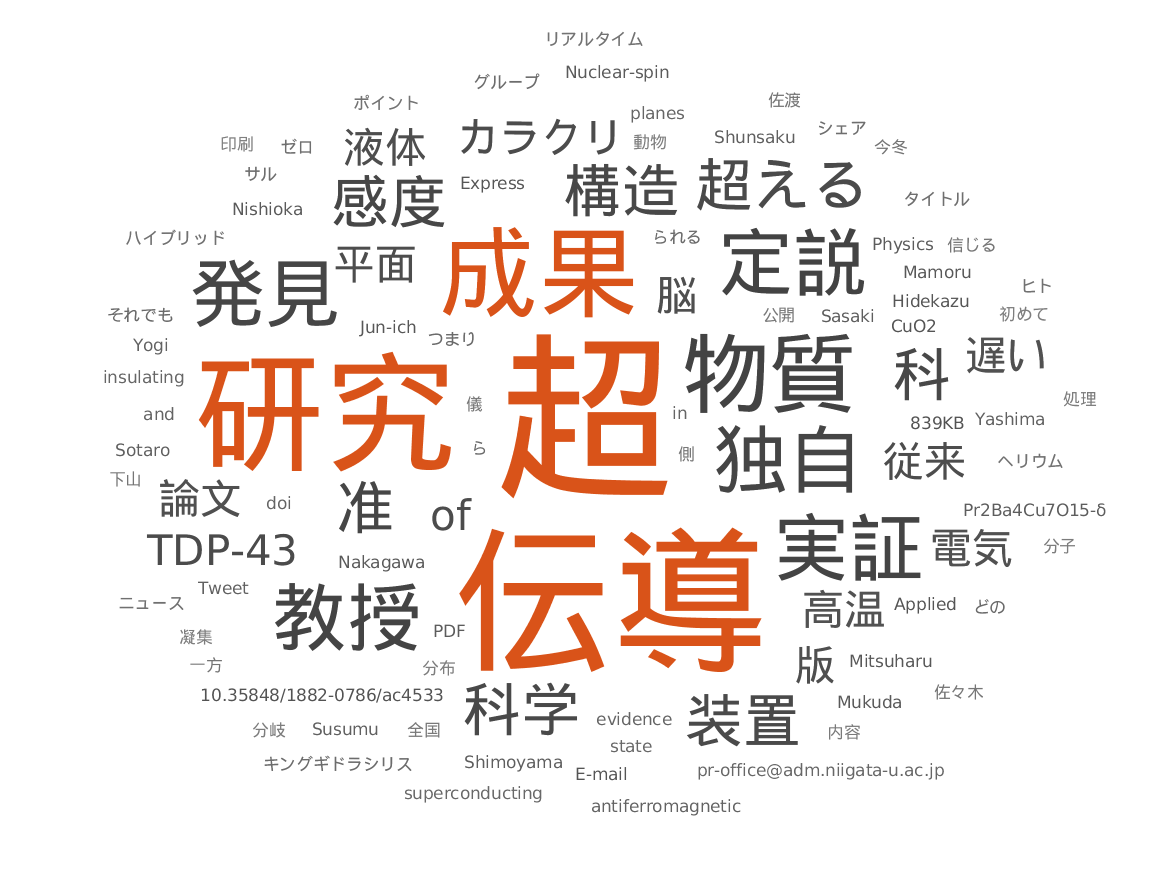 リアルタイム
グループ Nuclear-spin
ポイント planes 佐渡
印刷 ゼロ 液体 カラクリ 動物 Shunsaku シェア 今冬
サル 感度 Express 構造 超える
Nishioka タイトル
ハイブリッド 平面 成果 られる 定説 Physics 信じる
発見 脳 Mamoru ヒト
それでも Jun-ich つまり 公開 Sasaki Hidekazu 初めて
Yogi CuO2
insulating 研究 超 物質 科 遅い
and 儀 in 839KB Yashima 処理
Sotaro ら 側 独自 従来 ヘリウム
下山 論文 doi 准 of Pr2Ba4Cu7O15-δ
TDP-43 Nakagawa 伝導 実証 電気 分子
ニュース Tweet 教授 PDF 高温 Applied どの
凝集
一方 分布 版 Mitsuharu
10.35848/1882-0786/ac4533 科学 evidence 装置 Mukuda 佐々木
分岐 Susumu 全国 state 内容
キングギドラシリス Shimoyama E-mail pr-office@adm.niigata-u.ac.jp
superconducting antiferromagnetic